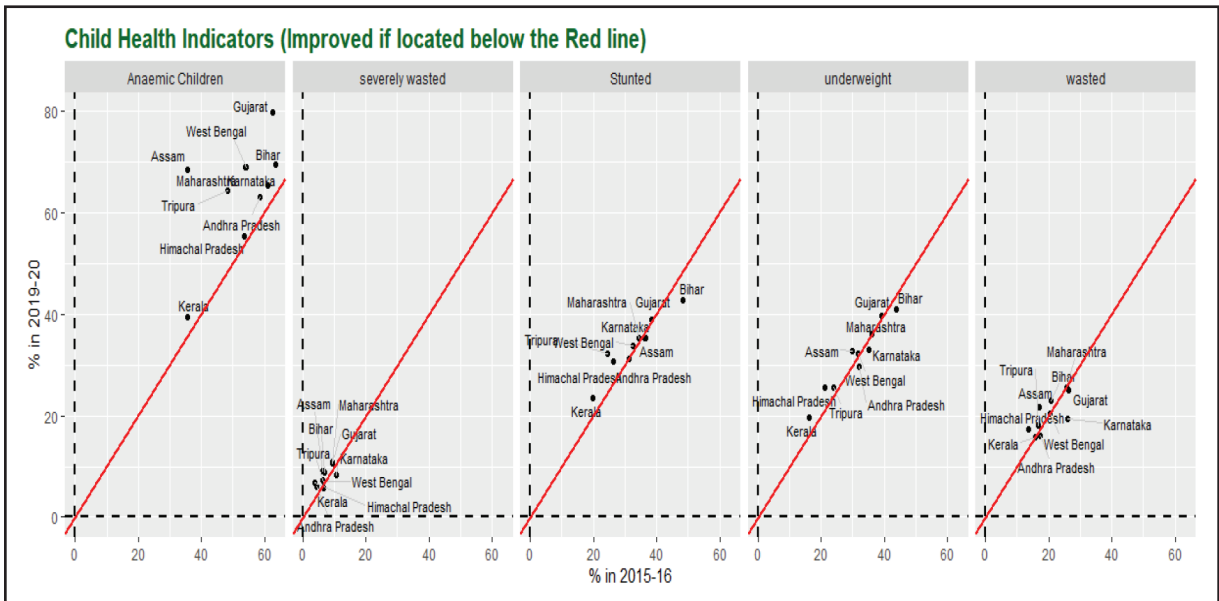 Child Health Indicators (Improved if located below the Red line)
Anaemic Children
severely wasted
Stunted
underweight
wasted
% in 2019-20
80
60
40
20
0
Gujarat
West Bengal
Assam
Bihar
Maharashtra
Karnataka
Tripura
Andhra Pradesh
Himachal Pradesh
Kerala
Assam
Maharashtra
Bihar
Gujarat
Tripura
Karnataka
West Bengal
Kerala
Himachal Pradesh
Andhra Pradesh
Bihar
Maharashtra
Gujarat
Karnataka
Tripura
West Bengal
Assam
Himachal Pradesh
Andhra Pradesh
Kerala
Gujarat
Bihar
Maharashtra
Assam
Karnataka
West Bengal
Himachal Pradesh
Andhra Pradesh
Tripura
Kerala
Maharashtra
Tripura
Bihar
Assam
Gujarat
Himachal Pradesh
Karnataka
Kerala
West Bengal
Andhra Pradesh
0 20 40 60
0 20 40 60
0 20 40 60
0 20 40 60
0 20 40 60
% in 2015-16